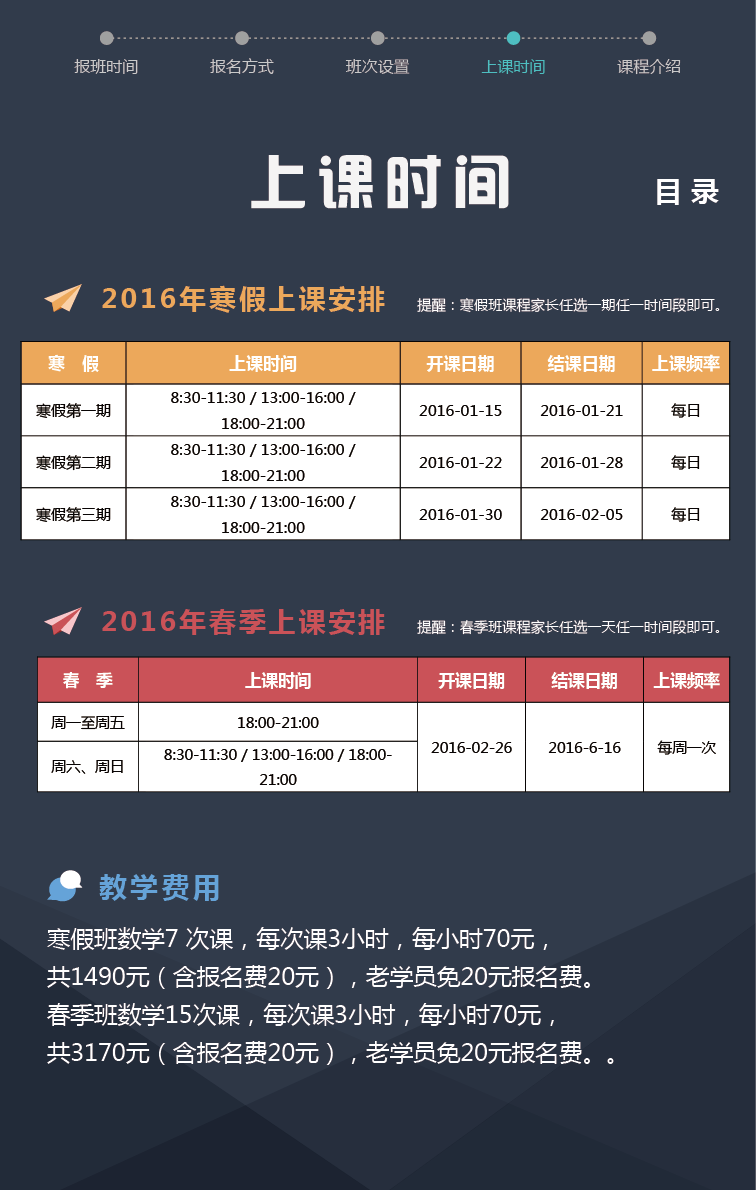 报班时间 报名方式 班次设置 上课时间 课程介绍
上课时间
目录
2016年寒假上课安排 提醒：寒假班课程家长任选一期任一时间段即可。
寒 假 上课时间 开课日期 结课日期 上课频率
寒假第一期 8:30-11:30 / 13:00-16:00 / 2016-01-15 2016-01-21 每日
18:00-21:00
寒假第二期 8:30-11:30 / 13:00-16:00 / 2016-01-22 2016-01-28 每日
18:00-21:00
寒假第三期 8:30-11:30 / 13:00-16:00 / 2016-01-30 2016-02-05 每日
18:00-21:00
2016年春季上课安排 提醒：春季班课程家长任选一天任一时间段即可。
春 季 上课时间 开课日期 结课日期 上课频率
周一至周五 18:00-21:00 2016-02-26 2016-6-16 每周一次
周六、周日 8:30-11:30 / 13:00-16:00 / 18:00-
21:00
教学费用
寒假班数学7 次课，每次课3小时，每小时70元，
共1490元（含报名费20元），老学员免20元报名费。
春季班数学15次课，每次课3小时，每小时70元，
共3170元（含报名费20元），老学员免20元报名费。。